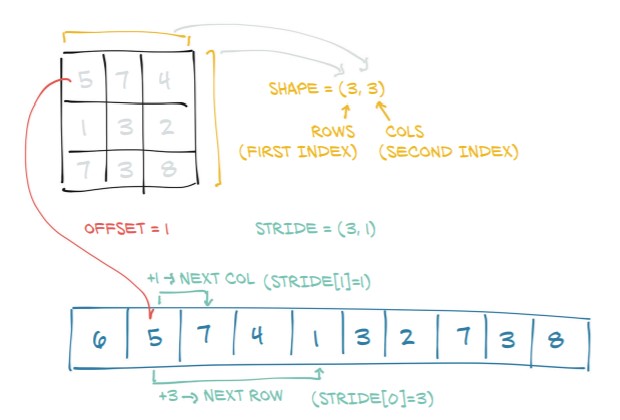 5 7 4
SHAPE = (3, 3)
1 3 2
ROWS COLS
(FIRST INDEX) (SECOND INDEX)
7 3 8
OFFSET = 1 STRIDE = (3, 1)
+1 → NEXT COL (STRIDE[1]=1)
6 5 7 4 1 3 2 7 3 8
+3 → NEXT ROW (STRIDE[0]=3)